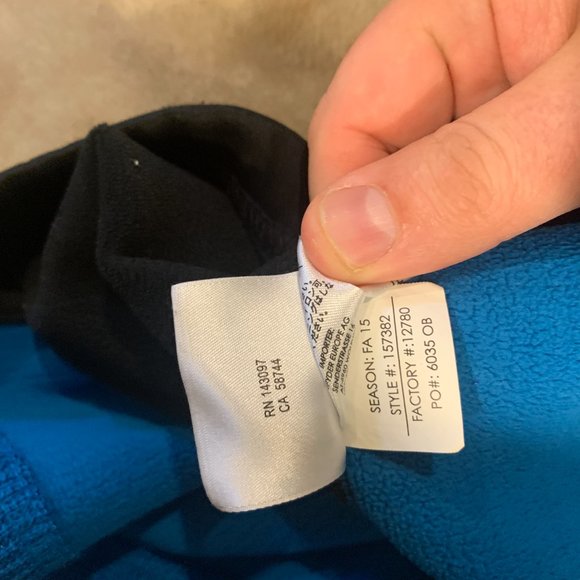 RN 143097
CA 58744
IMPORTER:
SPYDER EUROPE AG
SEASON: FA 15
STYLE #: 157382
FACTORY #:12780
PO#: 6035 OB